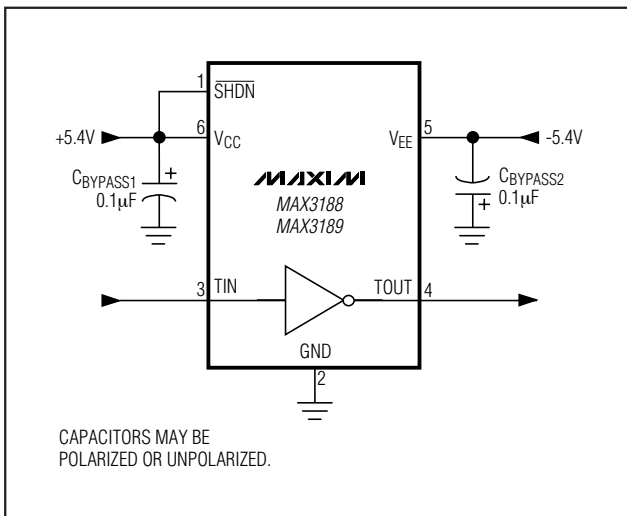 1
SHDN
+5.4V
6
VCC
5
VEE
-5.4V
CBYPASS1
0.1µF
+
MAXIM
MAX3188
MAX3189
CBYPASS2
0.1µF
+
3
TIN
TOUT
4
GND
2
CAPACITORS MAY BE
POLARIZED OR UNPOLARIZED.